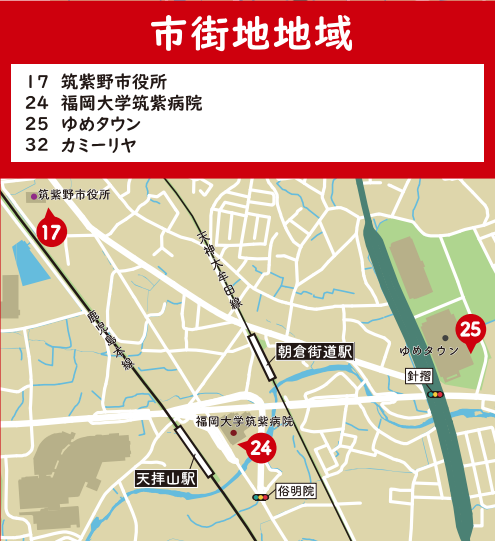 市街地地域
17 筑紫野市役所
24 福岡大学筑紫病院
25 ゆめタウン
32 カミーリヤ
筑紫野市役所
17
天神大牟田線
鹿児島本線
25
朝倉街道駅
ゆめタウン
針摺
福岡大学筑紫病院
24
天拝山駅
俗明院